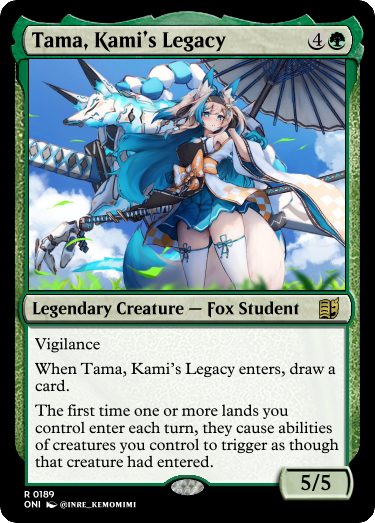 Tama, Kami's Legacy 4
Legendary Creature — Fox Student
Vigilance
When Tama, Kami's Legacy enters, draw a
card.
The first time one or more lands you
control enter each turn, they cause abilities
of creatures you control to trigger as though
that creature had entered.
5/5
R 0189
ONI @INRE_KEMOMIMI